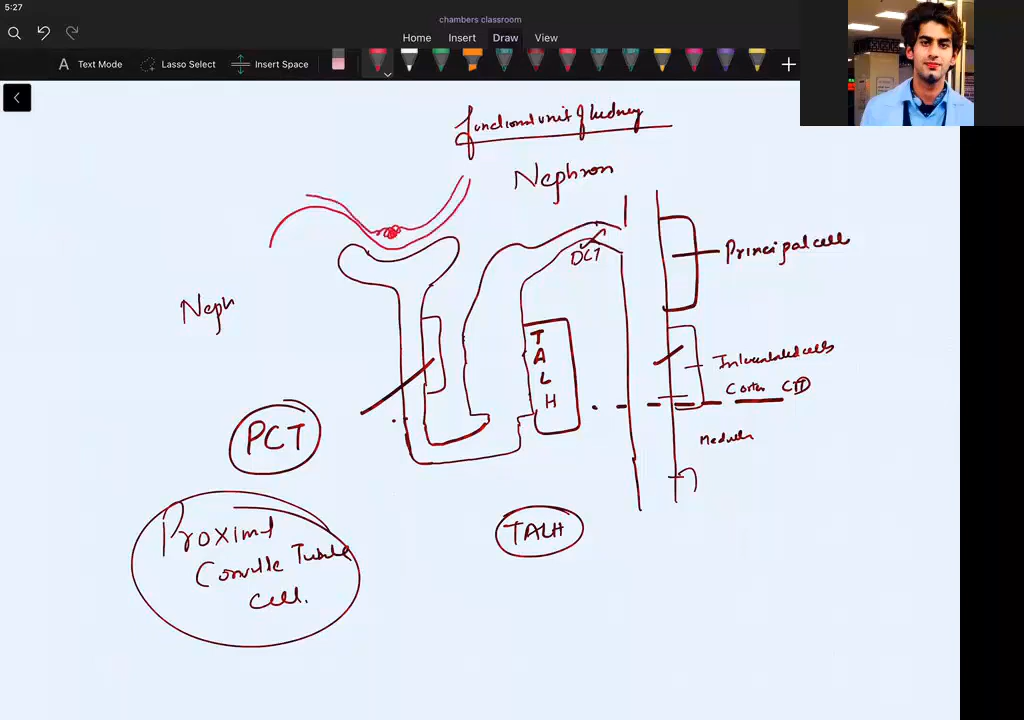 5:27
chambers classroom
Home Insert Draw View
Text Mode Lasso Select Insert Space
functional unit of kidney
Nephron
DCT
Principal cells
Neph
T
A
L
H
Intercalated cells
Cortex CD
Medulla
PCT
TALH
Proximal
Convolute Tubule
Cell.